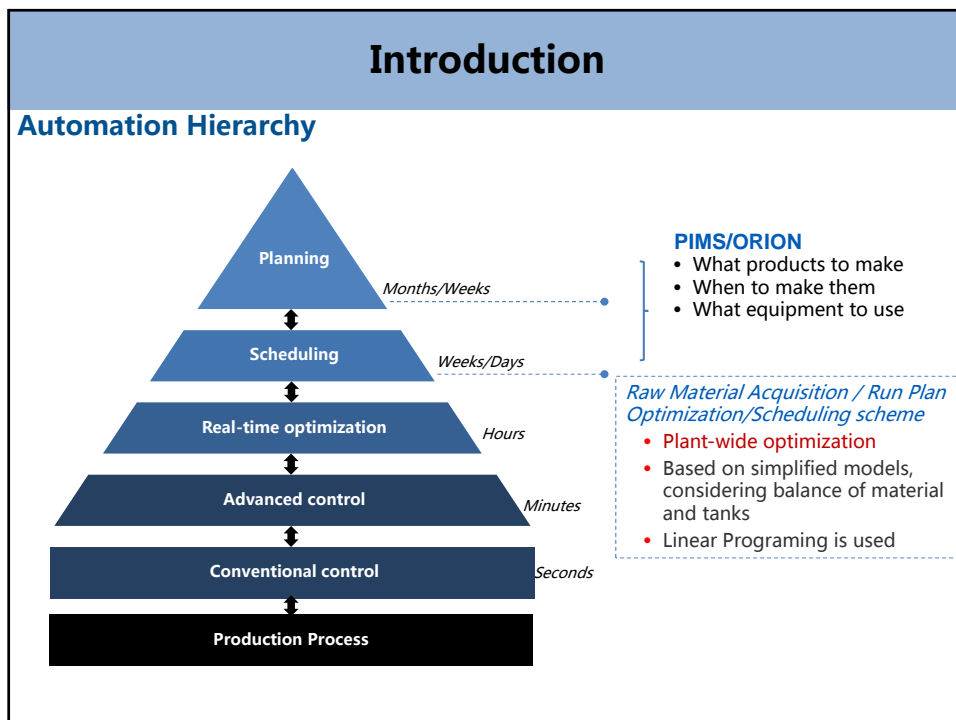 Introduction
Automation Hierarchy
Planning
Months/Weeks
Scheduling
Weeks/Days
Real-time optimization
Hours
Advanced control
Minutes
Conventional control
Seconds
Production Process
PIMS/ORION
• What products to make
• When to make them
• What equipment to use
Raw Material Acquisition / Run Plan
Optimization/Scheduling scheme
• Plant-wide optimization
• Based on simplified models,
considering balance of material
and tanks
• Linear Programing is used